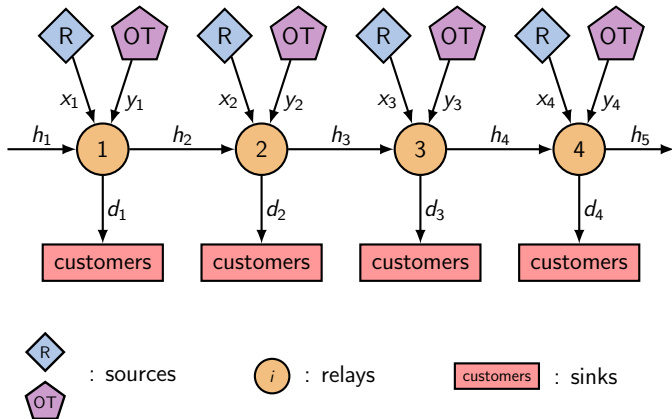 R OT R OT R OT R OT
x1 y1 x2 y2 x3 y3 x4 y4
h1 1 h2 2 h3 3 h4 4 h5
d1 d2 d3 d4
customers customers customers customers
R
OT : sources i : relays customers : sinks